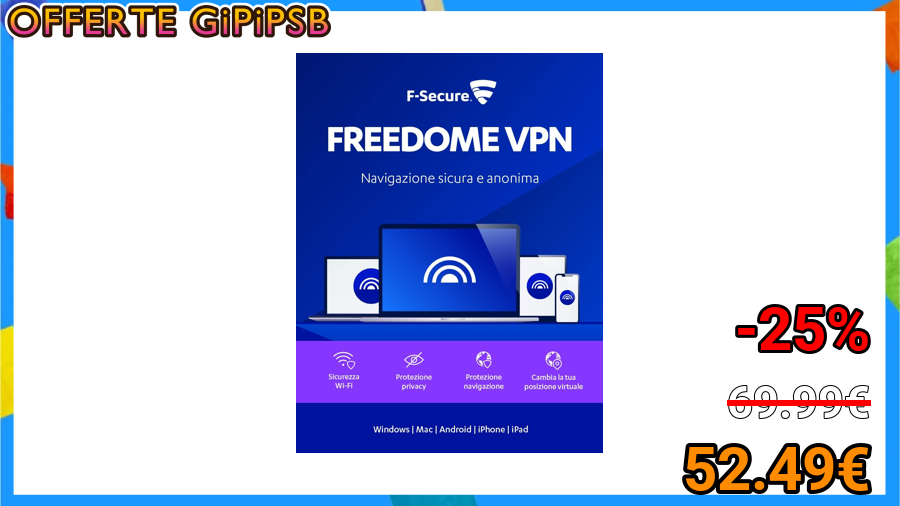 OFFERTE GiPiPSB
F-Secure.
FREEDOME VPN
Navigazione sicura e anonima
Sicurezza
Wi-Fi
Protezione
privacy
Protezione
navigazione
Cambia la tua
posizione virtuale
Windows | Mac | Android | iPhone | iPad
-25%
69.99€
52.49€